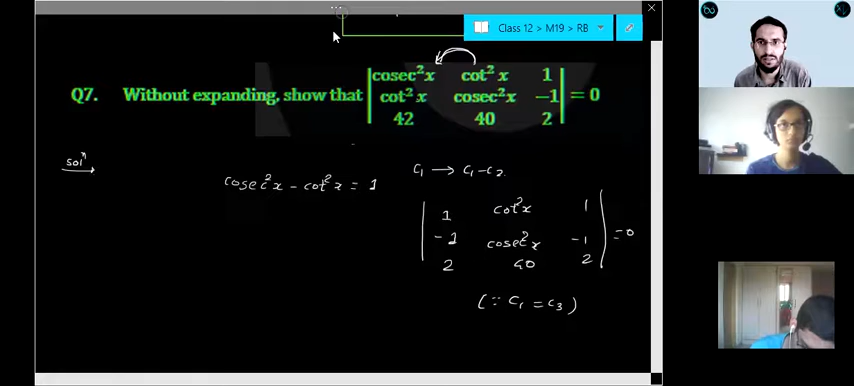 Class 12 > M19 > RB
Q7. Without expanding, show that |cosec²x cot²x 1| = 0
|cot²x cosec²x −1|
|42 40 2|
Solⁿ
cosec²x − cot²x = 1
C₁ → C₁ − C₂.
|1 cot²x 1|
|−1 cosec²x −1| = 0
|2 40 2|
(∵ C₁ = C₃)